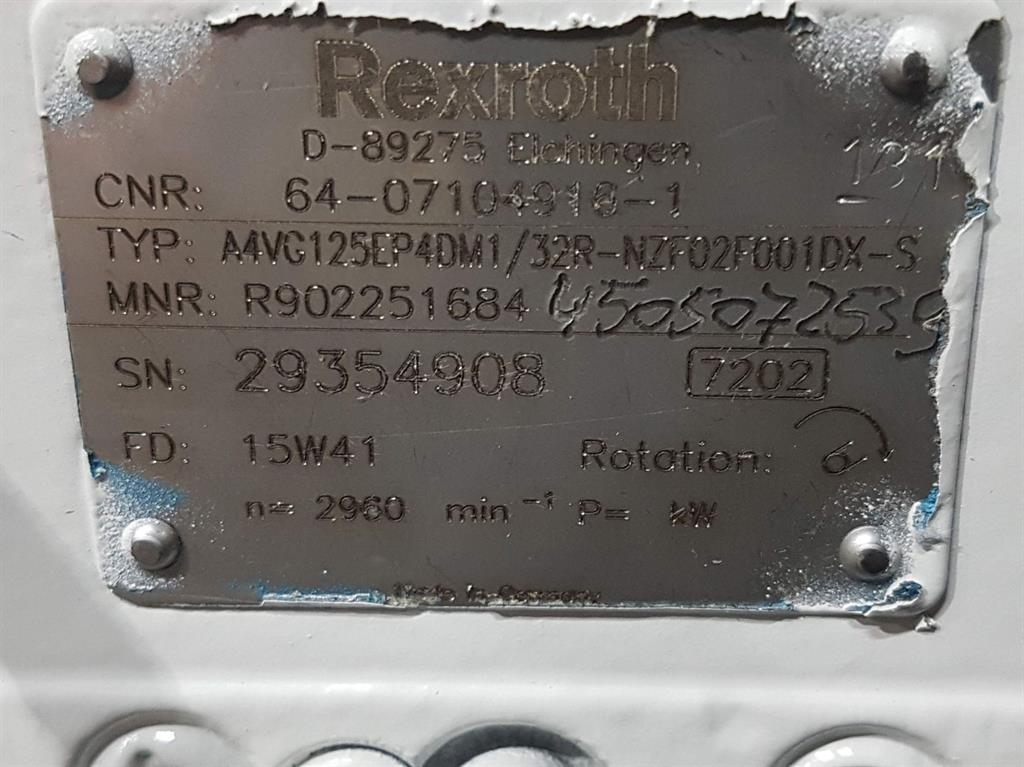 Rexroth
D-89275 Elchingen
CNR: 64-07104916-1
TYP: A4VG125EP4DM1/32R-NZF02F001DX-S
MNR: R902251684 4505072539
SN: 29354908 7202
FD: 15W41 Rotation:
n= 2960 min⁻¹ P= kW
Made in Germany